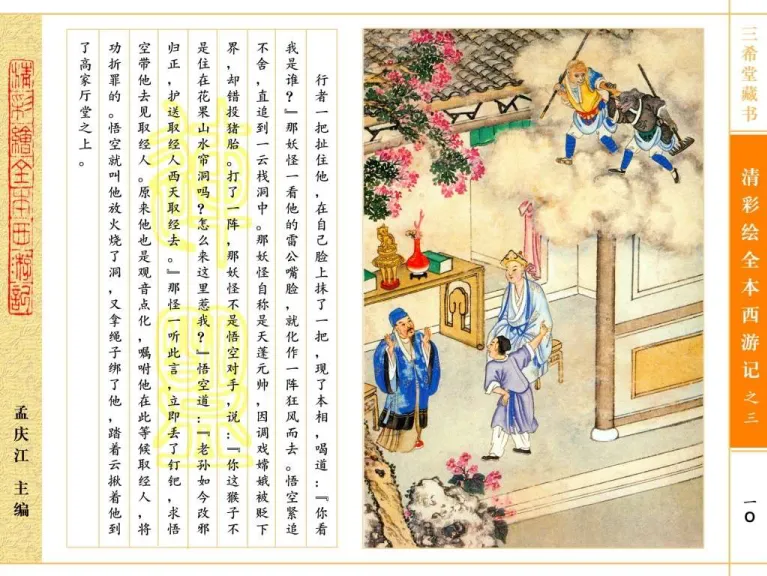 三希堂藏书
清彩绘全本西游记之三
一〇
行者一把扯住他,在自己脸上抹了一把,现了本相,喝道:『你看
我是谁?』那妖怪一看他的雷公嘴脸,就化作一阵狂风而去。悟空紧追
不舍,直追到一云栈洞中。那妖怪自称是天蓬元帅,因调戏嫦娥被贬下
界,却错投猪胎。打了一阵,那妖怪不是悟空对手,说:『你这猴子不
是住在花果山水帘洞吗?怎么来这里惹我?』悟空道:『老孙如今改邪
归正,护送取经人西天取经去。』那怪一听此言,立即丢了钉钯,求悟
空带他去见取经人。原来他也是观音点化,嘱咐他在此等候取经人,将
功折罪的。悟空就叫他放火烧了洞,又拿绳子绑了他,踏着云揪着他到
了高家厅堂之上。
清彩繪全本西游記
孟庆江 主编